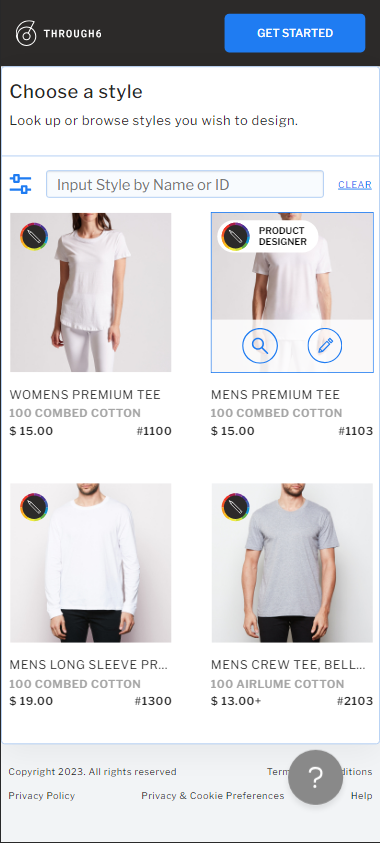 THROUGH6
GET STARTED
Choose a style
Look up or browse styles you wish to design.
Input Style by Name or ID
CLEAR
PRODUCT
DESIGNER
WOMENS PREMIUM TEE
100 COMBED COTTON
$ 15.00 #1100
MENS PREMIUM TEE
100 COMBED COTTON
$ 15.00 #1103
MENS LONG SLEEVE PR...
100 COMBED COTTON
$ 19.00 #1300
MENS CREW TEE, BELL...
100 AIRLUME COTTON
$ 13.00+ #2103
Copyright 2023. All rights reserved
?
Privacy Policy Privacy & Cookie Preferences Help